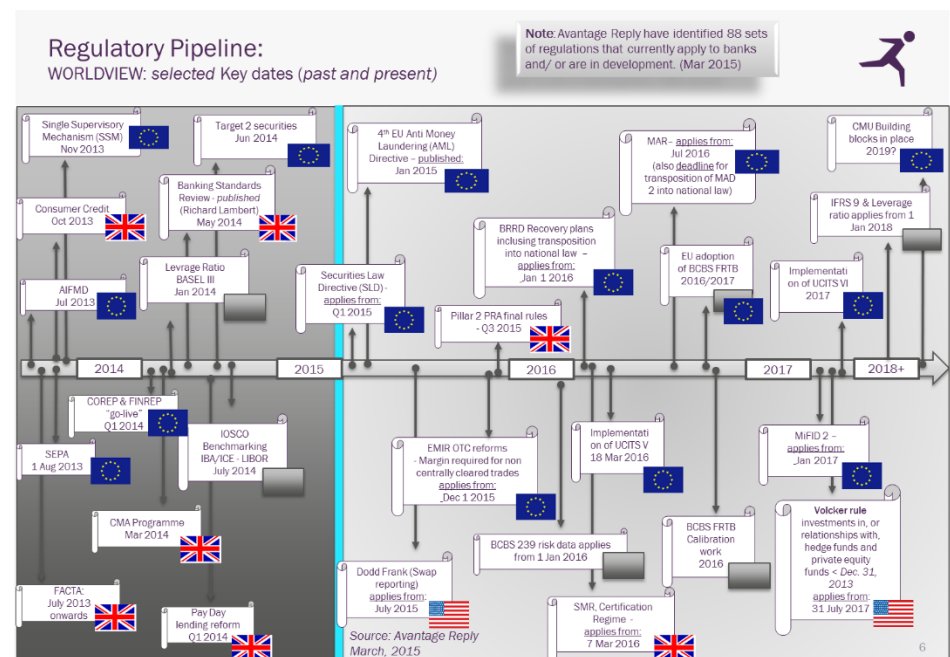 Regulatory Pipeline:
WORLDVIEW: selected Key dates (past and present)
Note: Avantage Reply have identified 88 sets
of regulations that currently apply to banks
and/ or are in development. (Mar 2015)
Single Supervisory
Mechanism (SSM)
Nov 2013
Target 2 securities
Jun 2014
4th EU Anti Money
Laundering (AML)
Directive – published:
Jan 2015
MAR– applies from:
Jul 2016
(also deadline for
transposition of MAD
2 into national law)
CMU Building
blocks in place
2019?
Consumer Credit
Oct 2013
Banking Standards
Review - published
(Richard Lambert)
May 2014
BRRD Recovery plans
including transposition
into national law –
applies from:
Jan 1 2016
IFRS 9 & Leverage
ratio applies from 1
Jan 2018
AIFMD
Jul 2013
Levrage Ratio
BASEL III
Jan 2014
Securities Law
Directive (SLD) -
applies from:
Q1 2015
Pillar 2 PRA final rules
- Q3 2015
EU adoption
of BCBS FRTB
2016/2017
Implementati
on of UCITS VI
2017
2014
2015
2016
2017
2018+
COREP & FINREP
"go-live"
Q1 2014
SEPA
1 Aug 2013
IOSCO
Benchmarking
IBA/ICE - LIBOR
July 2014
EMIR OTC reforms
- Margin required for non
centrally cleared trades
applies from:
Dec 1 2015
Implementati
on of UCITS V
18 Mar 2016
MiFID 2 –
applies from:
Jan 2017
CMA Programme
Mar 2014
BCBS 239 risk data applies
from 1 Jan 2016
BCBS FRTB
Calibration
work
2016
Volcker rule
investments in, or
relationships with,
hedge funds and
private equity
funds < Dec. 31,
2013
applies from:
31 July 2017
FACTA:
July 2013
onwards
Pay Day
lending reform
Q1 2014
Dodd Frank (Swap
reporting)
applies from:
July 2015
SMR, Certification
Regime -
applies from:
7 Mar 2016
Source: Avantage Reply
March, 2015
6